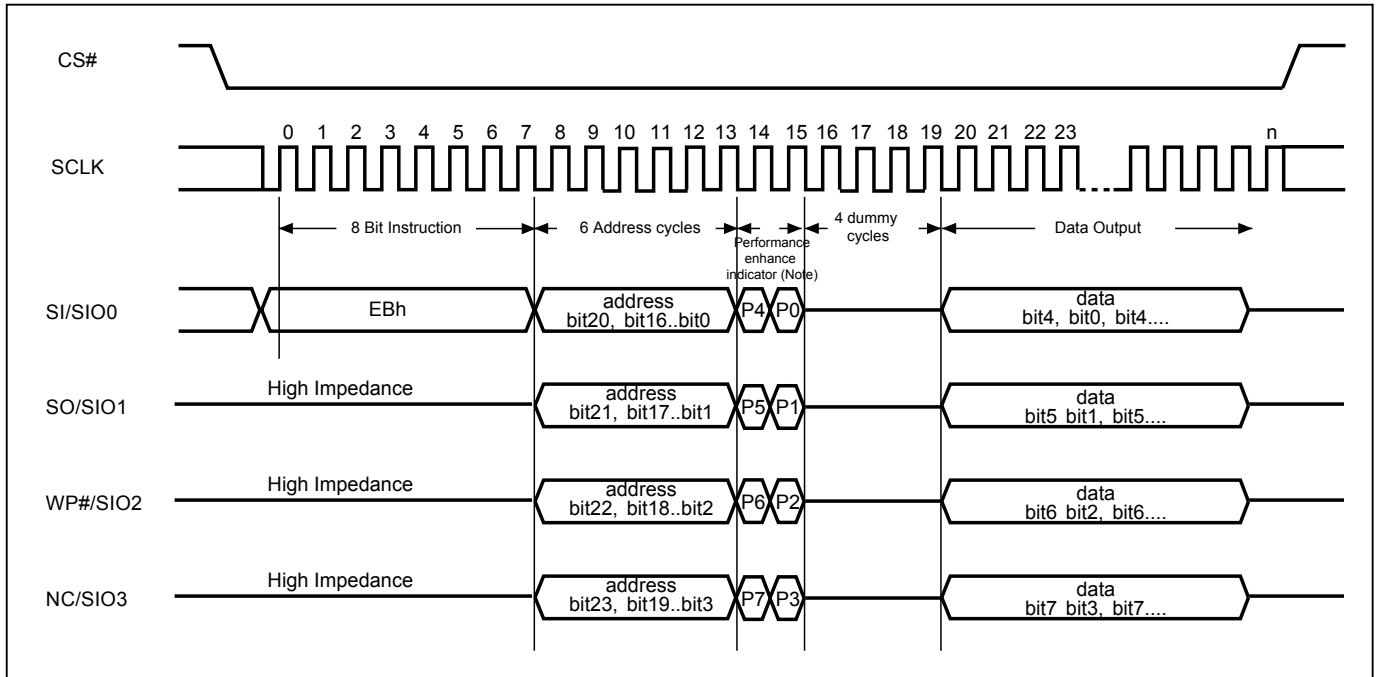 CS#
0 1 2 3 4 5 6 7 8 9 10 11 12 13 14 15 16 17 18 19 20 21 22 23 n
SCLK
8 Bit Instruction
6 Address cycles
Performance
enhance
indicator (Note)
4 dummy
cycles
Data Output
SI/SIO0
EBh
address
bit20, bit16..bit0
P4 P0
data
bit4, bit0, bit4....
SO/SIO1
High Impedance
address
bit21, bit17..bit1
P5 P1
data
bit5 bit1, bit5....
WP#/SIO2
High Impedance
address
bit22, bit18..bit2
P6 P2
data
bit6 bit2, bit6....
NC/SIO3
High Impedance
address
bit23, bit19..bit3
P7 P3
data
bit7 bit3, bit7....